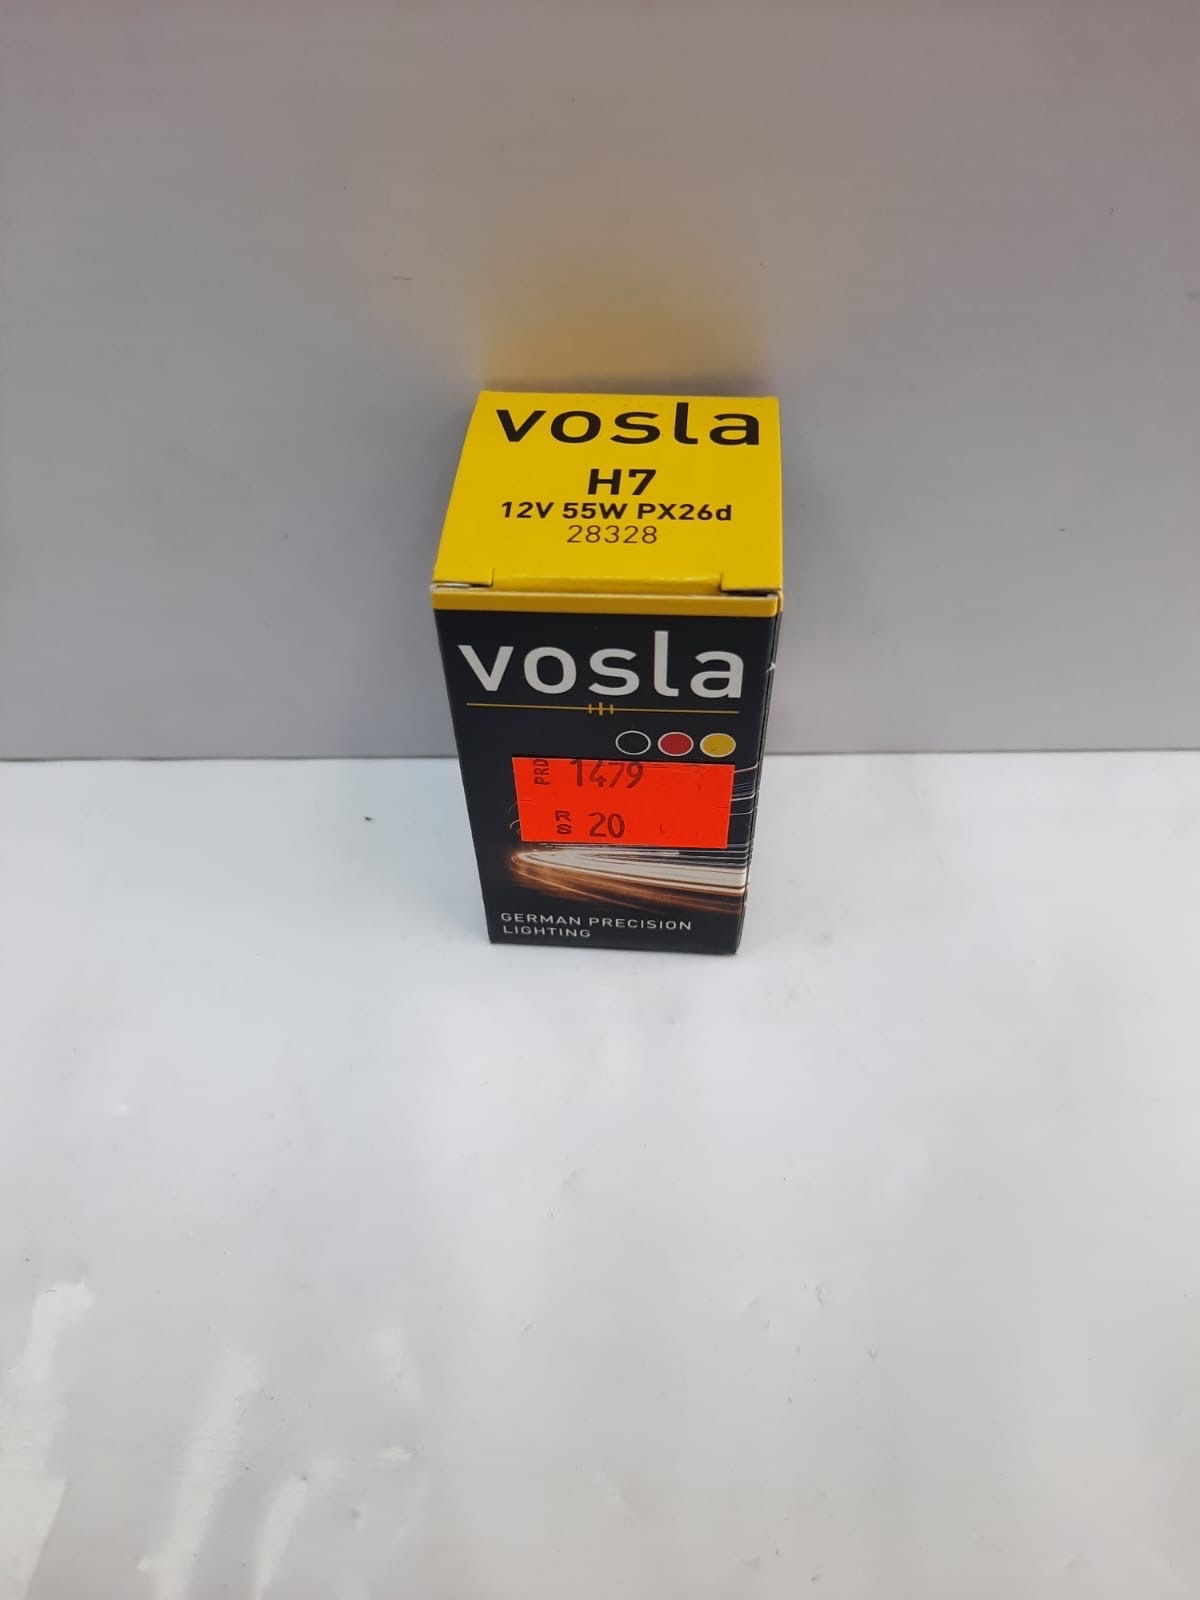 vosla
H7
12V 55W PX26d
28328
vosla
PRD 1479
RS 20
GERMAN PRECISION
LIGHTING